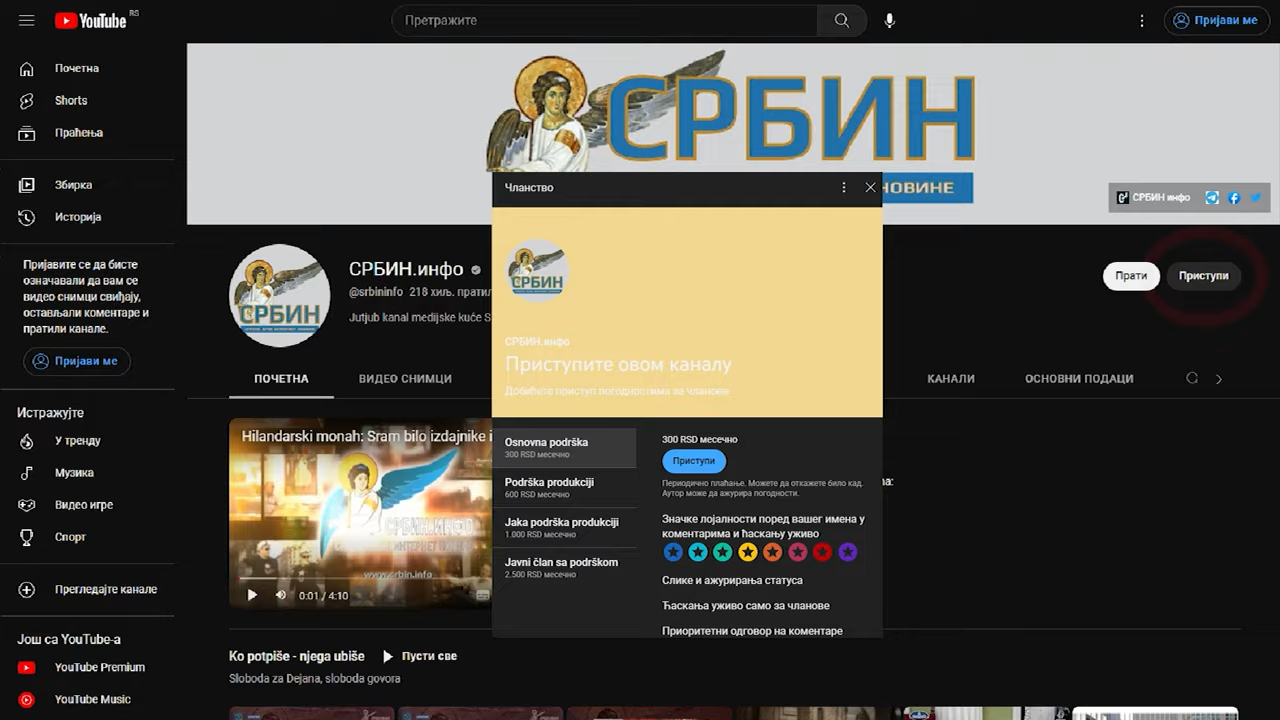 YouTube RS
Претражите
Пријави ме
Почетна
Shorts
Праћења
Збирка
Историја
Пријавите се да бисте
означавали да вам се
видео снимци свиђају,
остављали коментаре и
пратили канале.
Пријави ме
Истражујте
У тренду
Музика
Видео игре
Спорт
Прегледајте канале
Још са YouTube-а
YouTube Premium
YouTube Music
СРБИН
НОВИНЕ
СРБИН инфо
СРБИН
СРБИН.инфо
@srbininfo 218 хиљ. пратил
Jutjub kanal medijske kuće S
Прати
Приступи
ПОЧЕТНА
ВИДЕО СНИМЦИ
КАНАЛИ
ОСНОВНИ ПОДАЦИ
Hilandarski monah: Sram bilo izdajnike i
СРБИН.ИНФО
www.srbin.info
0:01 / 4:10
Ko potpiše - njega ubiše
Пусти све
Sloboda za Dejana, sloboda govora
Чланство
СРБИН
СРБИН.инфо
Приступите овом каналу
Добићете приступ погодностима за чланове
Osnovna podrška
300 RSD месечно
Podrška produkciji
600 RSD месечно
Jaka podrška produkciji
1.000 RSD месечно
Javni član sa podrškom
2.500 RSD месечно
300 RSD месечно
Приступи
Периодично плаћање. Можете да откажете било кад.
Аутор може да ажурира погодности.
Значке лојалности поред вашег имена у
коментарима и ћаскању уживо
Слике и ажурирања статуса
Ћаскања уживо само за чланове
Приоритетни одговор на коментаре